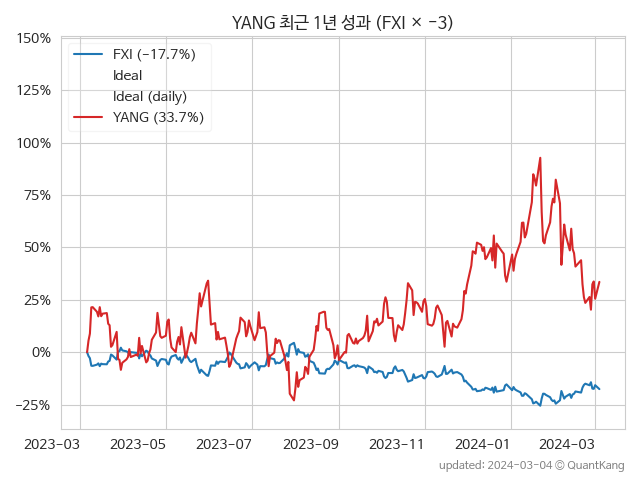 YANG 최근 1년 성과 (FXI × −3)
150%
125%
100%
75%
50%
25%
0%
−25%
FXI (−17.7%)
Ideal
Ideal (daily)
YANG (33.7%)
2023-03 2023-05 2023-07 2023-09 2023-11 2024-01 2024-03
updated: 2024-03-04 © QuantKang